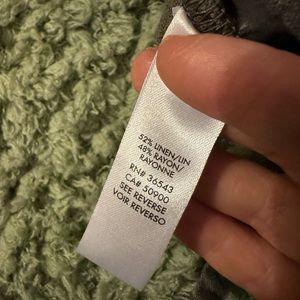 52% LINEN/LIN
48% RAYON/
RAYONNE
RN# 36543
CA# 50900
SEE REVERSE
VOIR REVERSO